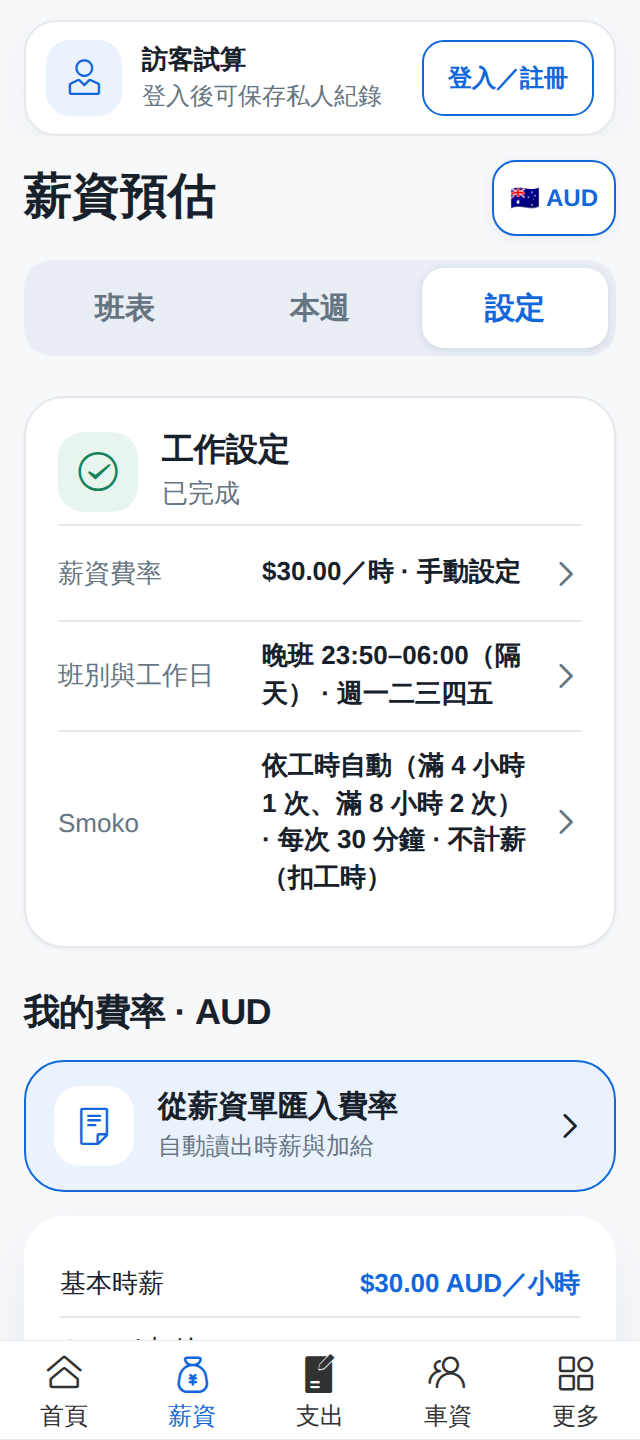 訪客試算
登入後可保存私人紀錄
登入／註冊
薪資預估
🇦🇺 AUD
班表
本週
設定
工作設定
已完成
薪資費率
$30.00／時 · 手動設定
班別與工作日
晚班 23:50–06:00（隔
天） · 週一二三四五
Smoko
依工時自動（滿 4 小時
1 次、滿 8 小時 2 次）
· 每次 30 分鐘 · 不計薪
（扣工時）
我的費率 · AUD
從薪資單匯入費率
自動讀出時薪與加給
基本時薪
$30.00 AUD／小時
首頁
薪資
支出
車資
更多